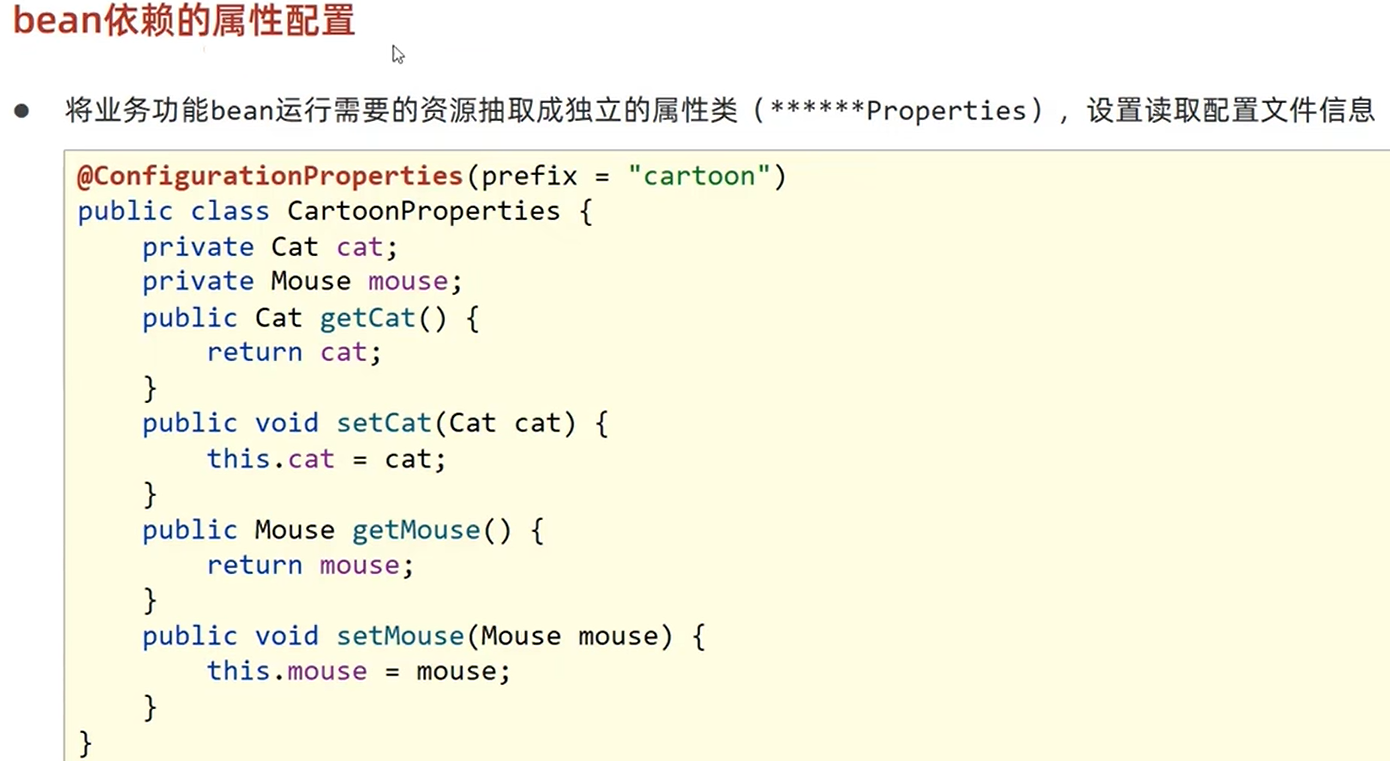 bean依赖的属性配置
● 将业务功能bean运行需要的资源抽取成独立的属性类（******Properties），设置读取配置文件信息
@ConfigurationProperties(prefix = "cartoon")
public class CartoonProperties {
    private Cat cat;
    private Mouse mouse;
    public Cat getCat() {
        return cat;
    }
    public void setCat(Cat cat) {
        this.cat = cat;
    }
    public Mouse getMouse() {
        return mouse;
    }
    public void setMouse(Mouse mouse) {
        this.mouse = mouse;
    }
}